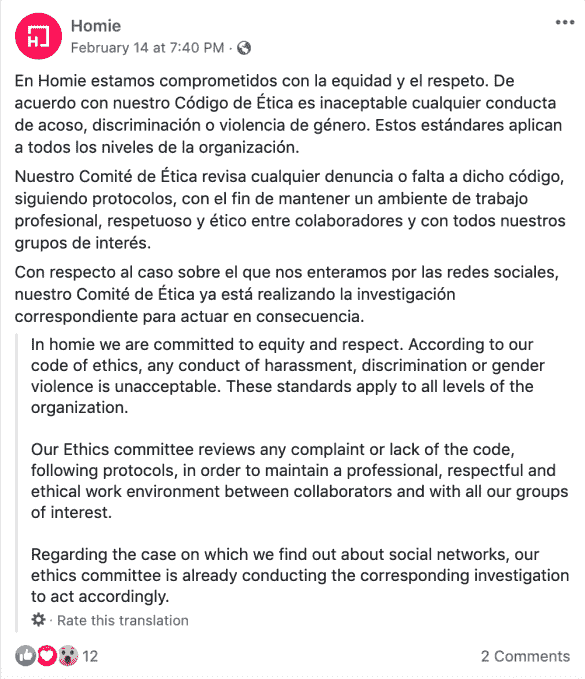 Homie
February 14 at 7:40 PM ·
En Homie estamos comprometidos con la equidad y el respeto. De
acuerdo con nuestro Código de Ética es inaceptable cualquier conducta
de acoso, discriminación o violencia de género. Estos estándares aplican
a todos los niveles de la organización.
Nuestro Comité de Ética revisa cualquier denuncia o falta a dicho código,
siguiendo protocolos, con el fin de mantener un ambiente de trabajo
profesional, respetuoso y ético entre colaboradores y con todos nuestros
grupos de interés.
Con respecto al caso sobre el que nos enteramos por las redes sociales,
nuestro Comité de Ética ya está realizando la investigación
correspondiente para actuar en consecuencia.
In homie we are committed to equity and respect. According to our
code of ethics, any conduct of harassment, discrimination or gender
violence is unacceptable. These standards apply to all levels of the
organization.
Our Ethics committee reviews any complaint or lack of the code,
following protocols, in order to maintain a professional, respectful and
ethical work environment between collaborators and with all our groups
of interest.
Regarding the case on which we find out about social networks, our
ethics committee is already conducting the corresponding investigation
to act accordingly.
· Rate this translation
12 2 Comments